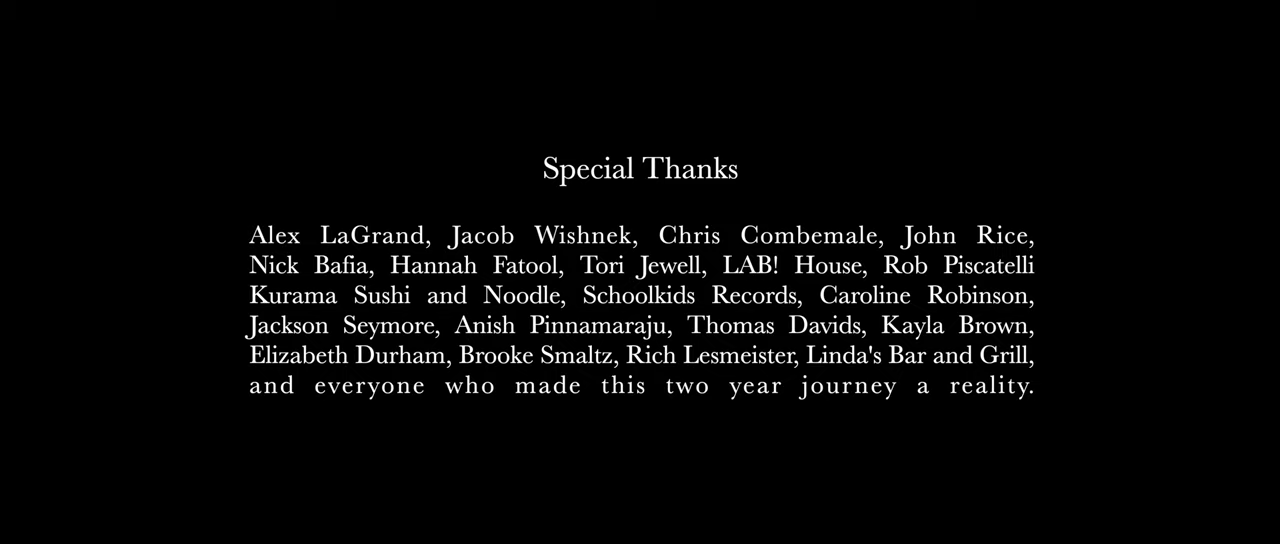 Special Thanks
Alex LaGrand, Jacob Wishnek, Chris Combemale, John Rice,
Nick Bafia, Hannah Fatool, Tori Jewell, LAB! House, Rob Piscatelli
Kurama Sushi and Noodle, Schoolkids Records, Caroline Robinson,
Jackson Seymore, Anish Pinnamaraju, Thomas Davids, Kayla Brown,
Elizabeth Durham, Brooke Smaltz, Rich Lesmeister, Linda's Bar and Grill,
and everyone who made this two year journey a reality.